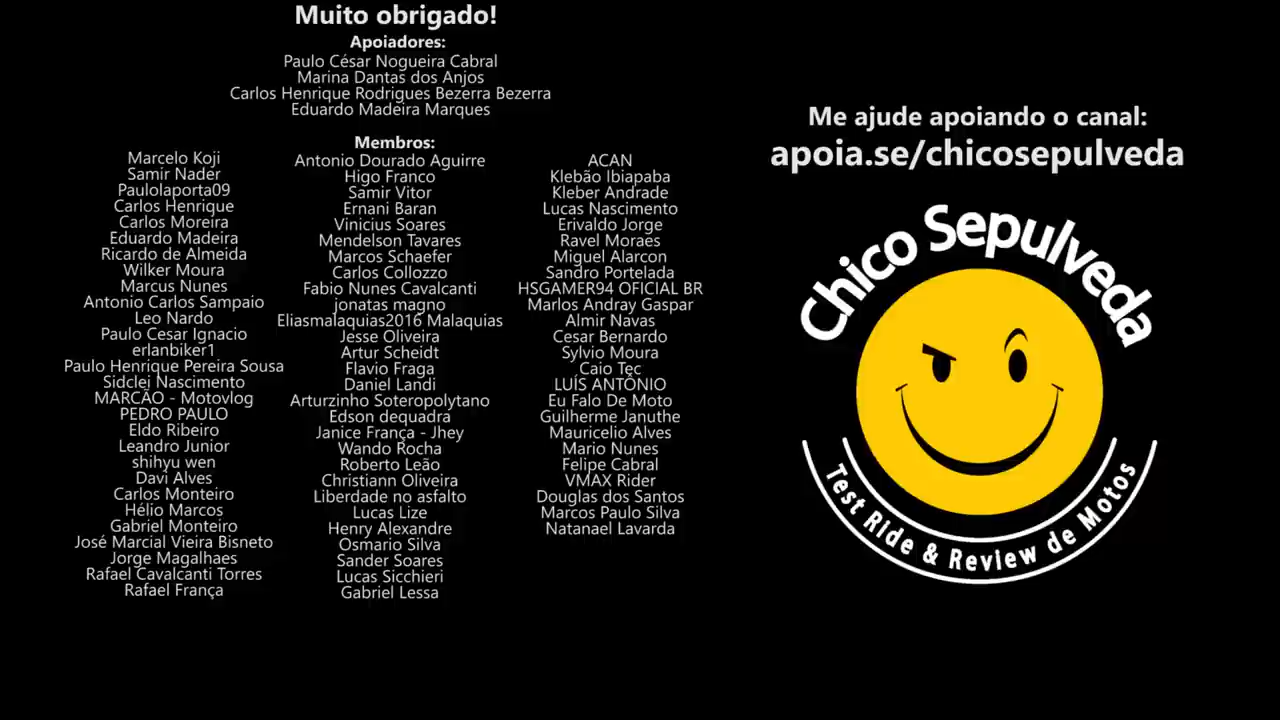 Muito obrigado!
Apoiadores:
Paulo César Nogueira Cabral
Marina Dantas dos Anjos
Carlos Henrique Rodrigues Bezerra Bezerra
Eduardo Madeira Marques
Membros:
Marcelo Koji
Samir Nader
Paulolaporta09
Carlos Henrique
Carlos Moreira
Eduardo Madeira
Ricardo de Almeida
Wilker Moura
Marcus Nunes
Antonio Carlos Sampaio
Leo Nardo
Paulo Cesar Ignacio
erlanbiker1
Paulo Henrique Pereira Sousa
Sidclei Nascimento
MARCÃO - Motovlog
PEDRO PAULO
Eldo Ribeiro
Leandro Junior
shihyu wen
Davi Alves
Carlos Monteiro
Hélio Marcos
Gabriel Monteiro
José Marcial Vieira Bisneto
Jorge Magalhaes
Rafael Cavalcanti Torres
Rafael França
Antonio Dourado Aguirre
Higo Franco
Samir Vitor
Ernani Baran
Vinicius Soares
Mendelson Tavares
Marcos Schaefer
Carlos Collozzo
Fabio Nunes Cavalcanti
jonatas magno
Eliasmalaquias2016 Malaquias
Jesse Oliveira
Artur Scheidt
Flavio Fraga
Daniel Landi
Arturzinho Soteropolytano
Edson dequadra
Janice França - Jhey
Wando Rocha
Roberto Leão
Christiann Oliveira
Liberdade no asfalto
Lucas Lize
Henry Alexandre
Osmario Silva
Sander Soares
Lucas Sicchieri
Gabriel Lessa
ACAN
Klebão Ibiapaba
Kleber Andrade
Lucas Nascimento
Erivaldo Jorge
Ravel Moraes
Miguel Alarcon
Sandro Portelada
HSGAMER94 OFICIAL BR
Marlos Andray Gaspar
Almir Navas
Cesar Bernardo
Sylvio Moura
Caio Tec
LUÍS ANTÔNIO
Eu Falo De Moto
Guilherme Januthe
Mauricelio Alves
Mario Nunes
Felipe Cabral
VMAX Rider
Douglas dos Santos
Marcos Paulo Silva
Natanael Lavarda
Me ajude apoiando o canal:
apoia.se/chicosepulveda
Chico Sepulveda
Test Ride & Review de Motos